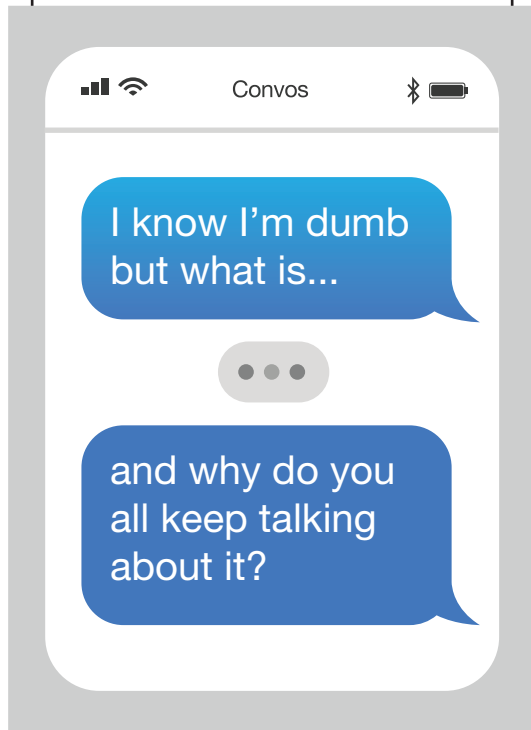 Convos
I know I’m dumb
but what is...
and why do you
all keep talking
about it?